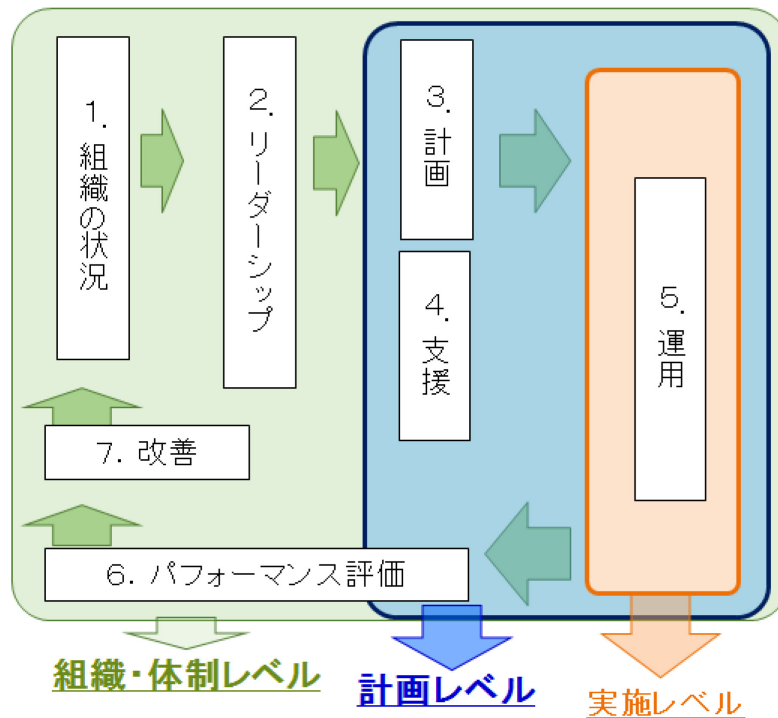 1. 組織の状況
2. リーダーシップ
3. 計画
4. 支援
5. 運用
7. 改善
6. パフォーマンス評価
組織・体制レベル
計画レベル
実施レベル